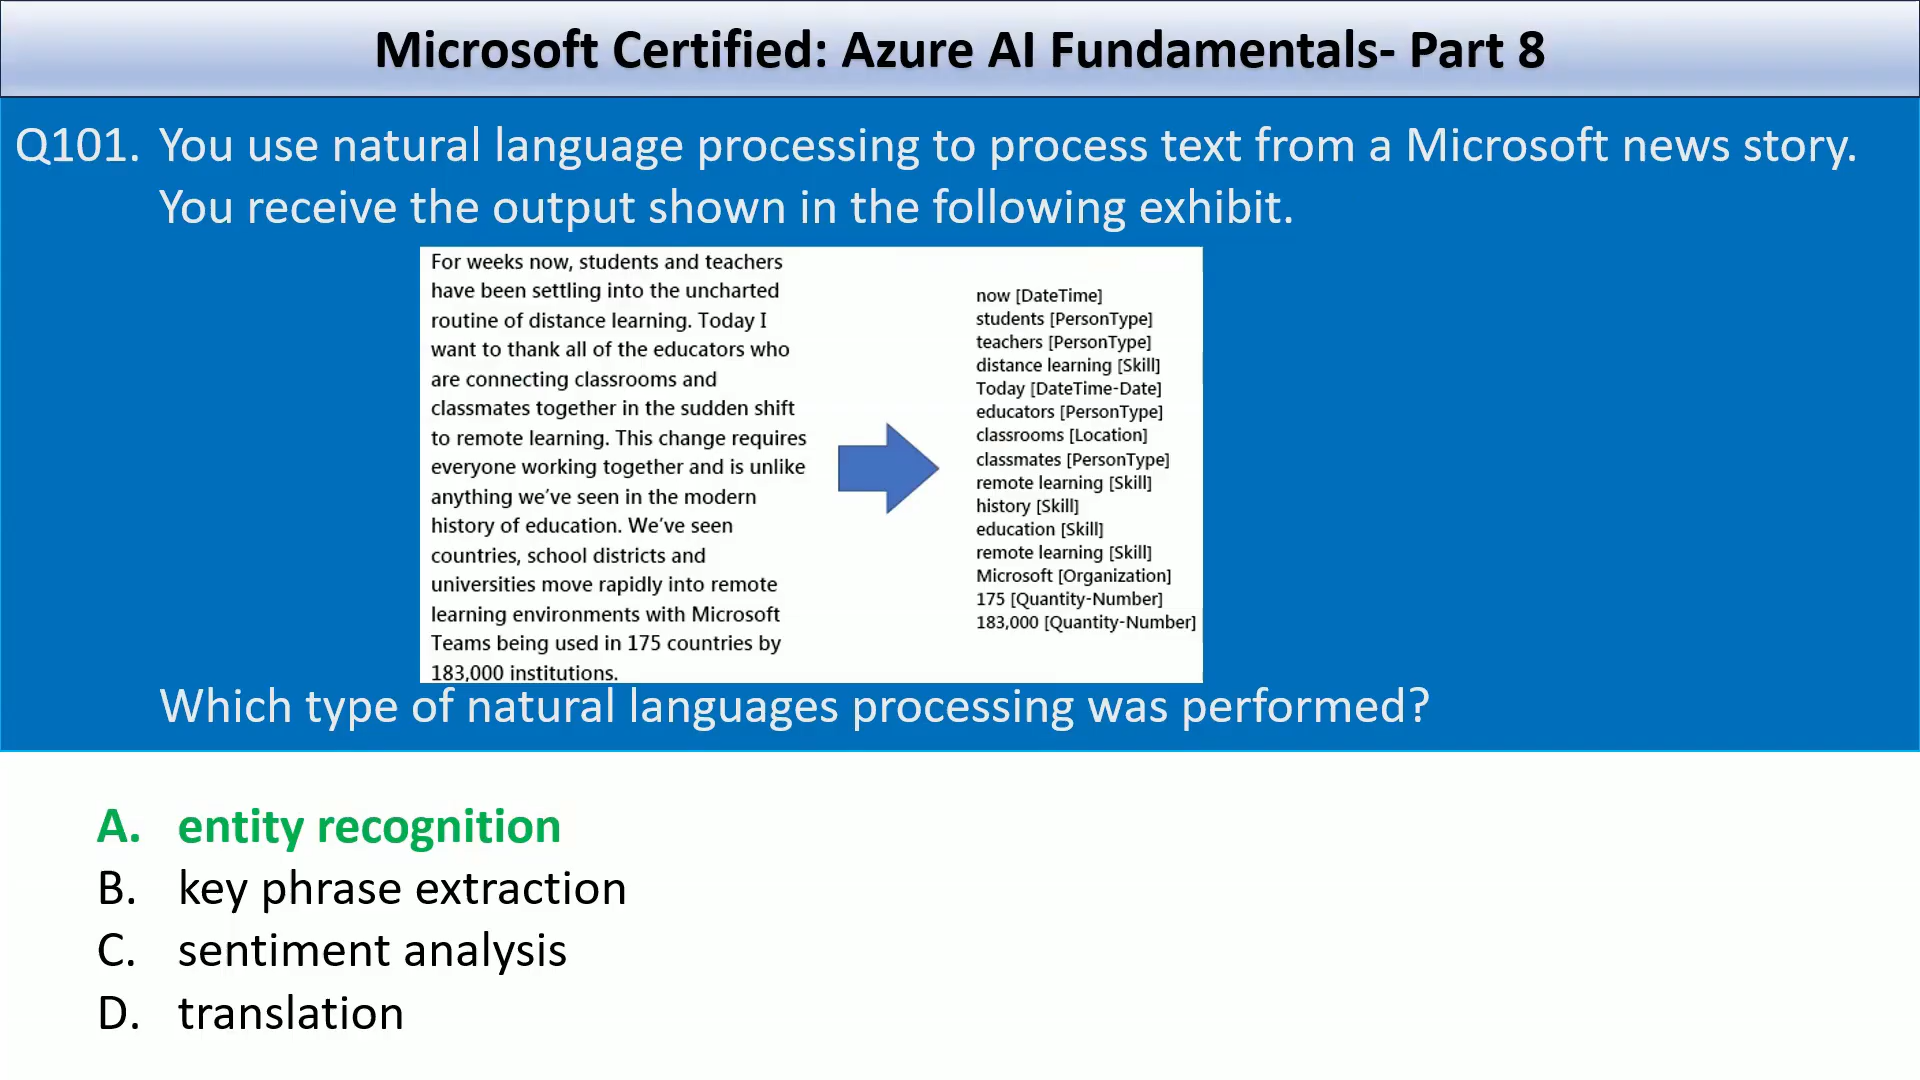 Microsoft Certified: Azure AI Fundamentals- Part 8
Q101. You use natural language processing to process text from a Microsoft news story.
You receive the output shown in the following exhibit.
For weeks now, students and teachers
have been settling into the uncharted
routine of distance learning. Today I
want to thank all of the educators who
are connecting classrooms and
classmates together in the sudden shift
to remote learning. This change requires
everyone working together and is unlike
anything we've seen in the modern
history of education. We've seen
countries, school districts and
universities move rapidly into remote
learning environments with Microsoft
Teams being used in 175 countries by
183,000 institutions.
now [DateTime]
students [PersonType]
teachers [PersonType]
distance learning [Skill]
Today [DateTime-Date]
educators [PersonType]
classrooms [Location]
classmates [PersonType]
remote learning [Skill]
history [Skill]
education [Skill]
remote learning [Skill]
Microsoft [Organization]
175 [Quantity-Number]
183,000 [Quantity-Number]
Which type of natural languages processing was performed?
A. entity recognition
B. key phrase extraction
C. sentiment analysis
D. translation